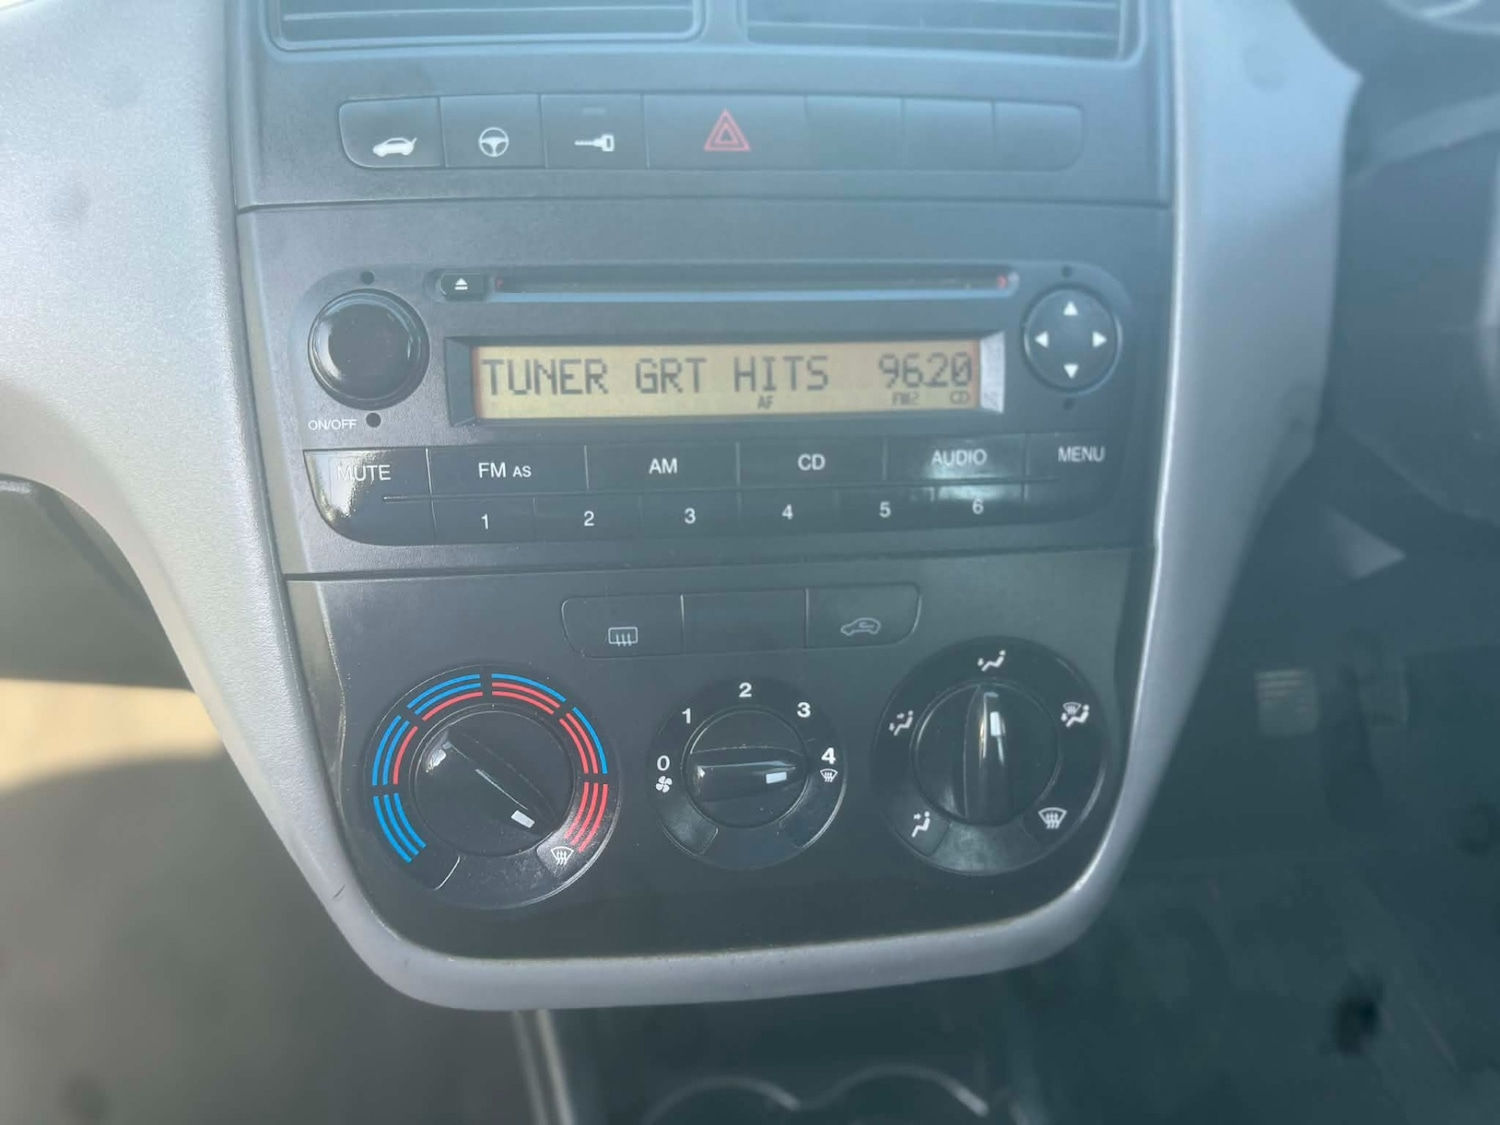 TUNER GRT HITS 96.20
AF FM2 CD
ON/OFF
MUTE FM AS AM CD AUDIO MENU
1 2 3 4 5 6
0 1 2 3 4